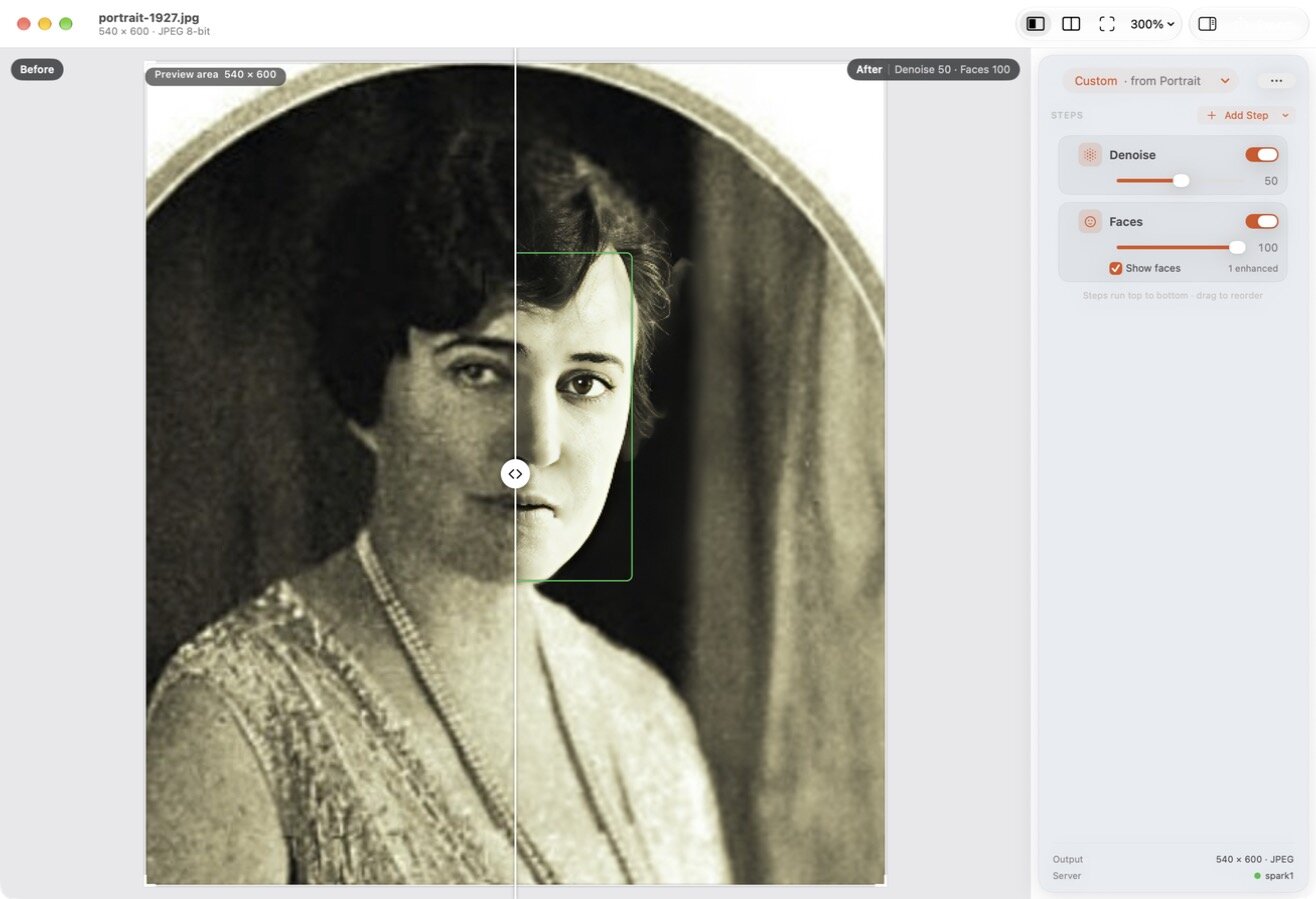 portrait-1927.jpg
540 × 600 · JPEG 8-bit
300%
Before
Preview area 540 × 600
After Denoise 50 · Faces 100
Custom · from Portrait
STEPS
+ Add Step
Denoise
50
Faces
100
Show faces 1 enhanced
Steps run top to bottom · drag to reorder
Output 540 × 600 · JPEG
Server spark1